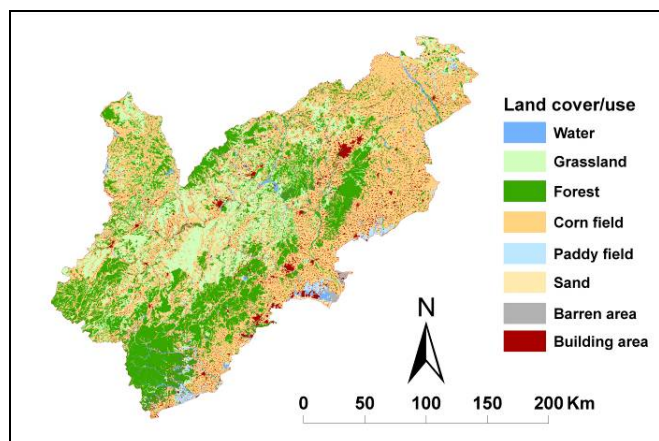 Land cover/use
Water
Grassland
Forest
Corn field
Paddy field
Sand
Barren area
Building area
N
0 50 100 150 200 Km